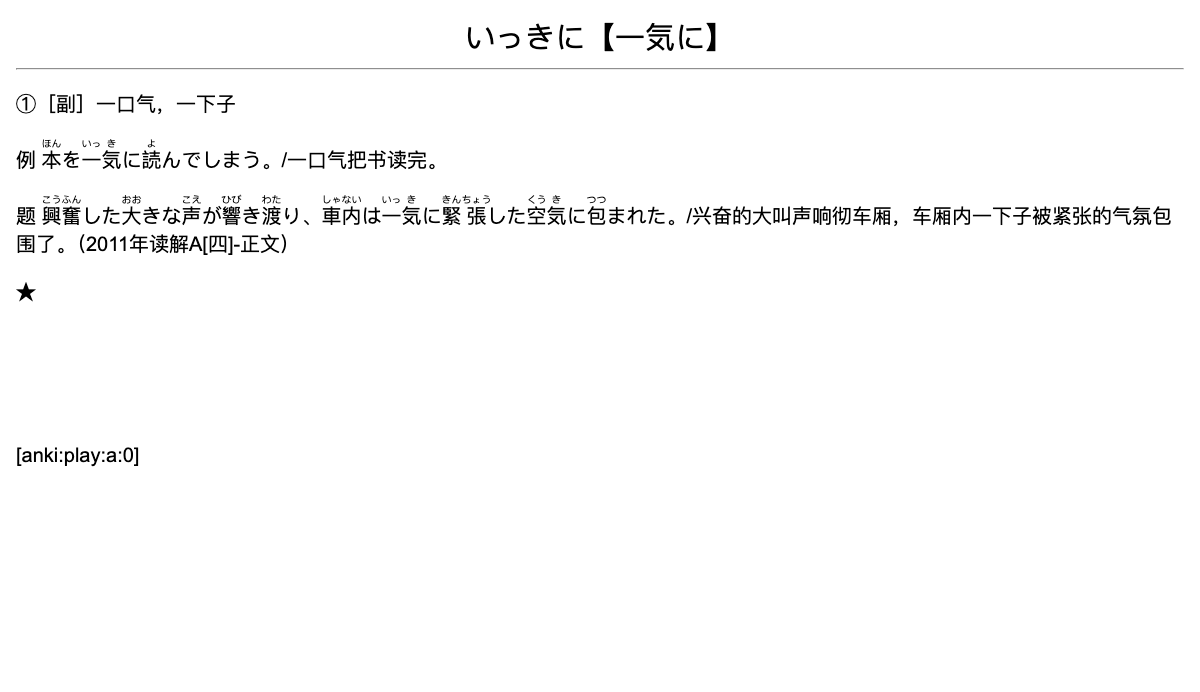 いっきに【一気に】
①［副］一口气，一下子
ほん いっ き よ
例 本を一気に読んでしまう。/一口气把书读完。
こうふん おお こえ ひび わた しゃない いっ き きんちょう くう き つつ
题 興奮した大きな声が響き渡り、車内は一気に緊張した空気に包まれた。/兴奋的大叫声响彻车厢，车厢内一下子被紧张的气氛包
围了。（2011年读解A[四]-正文）
★
[anki:play:a:0]